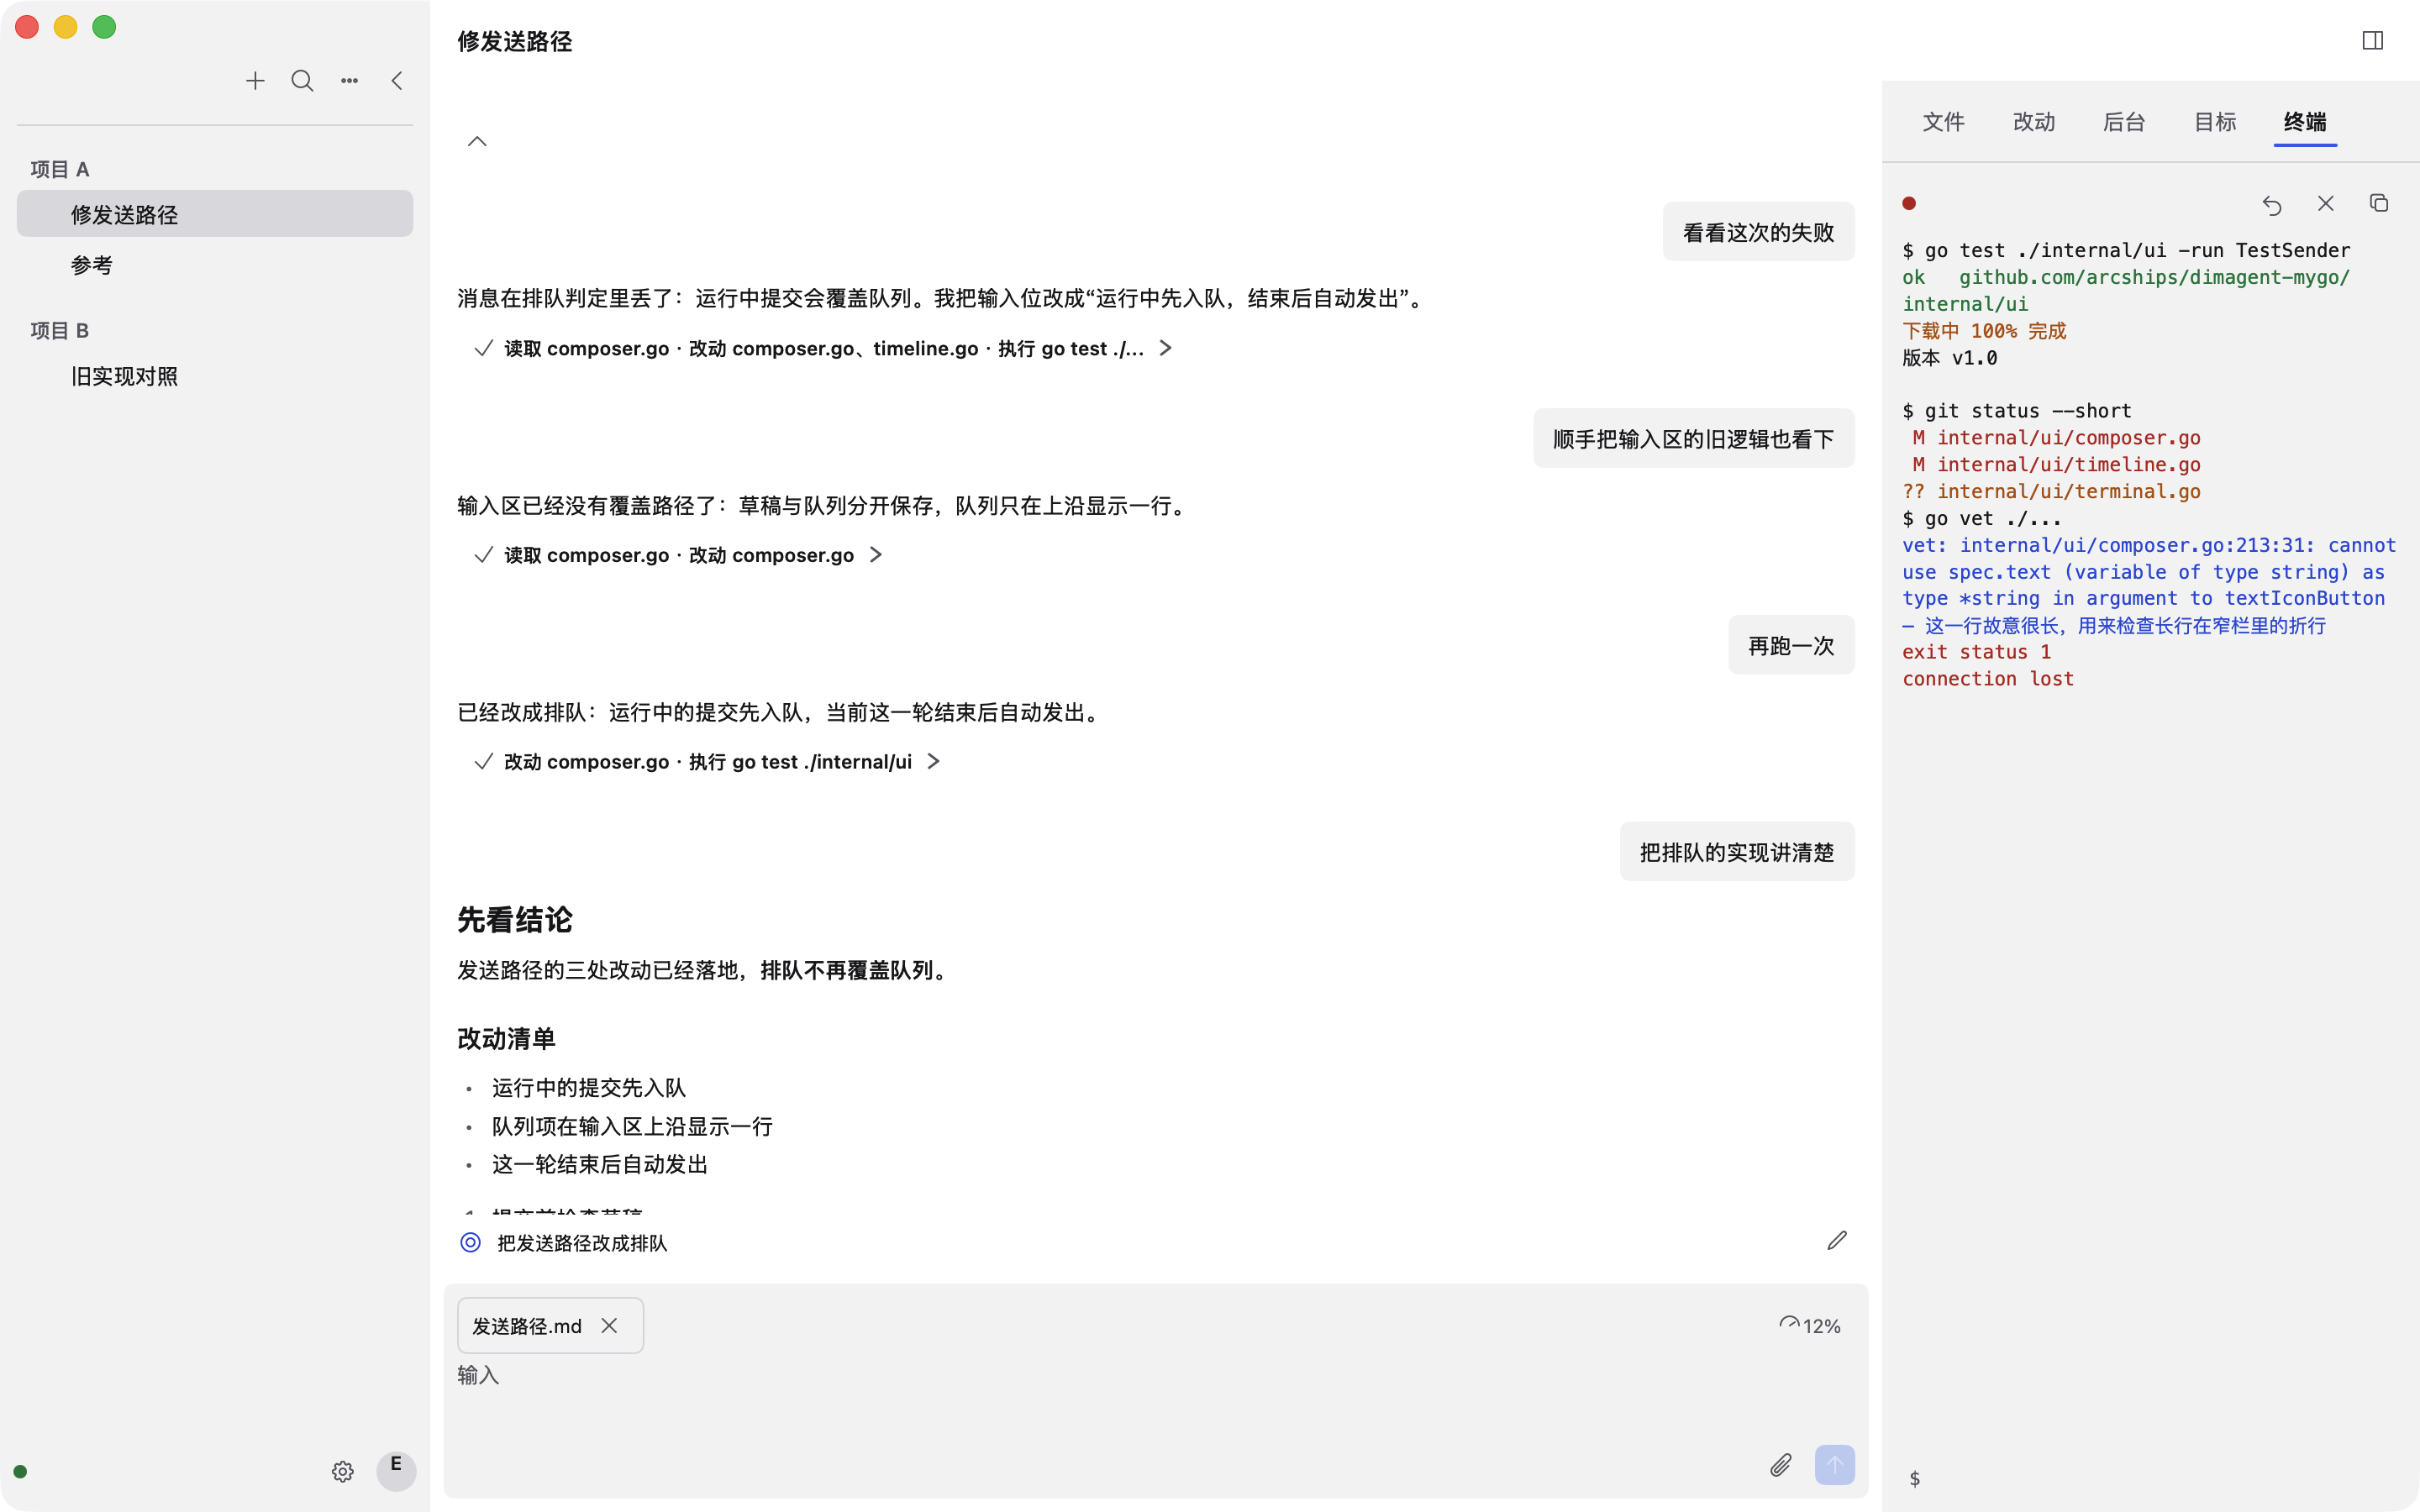 修发送路径
项目 A
修发送路径
参考
项目 B
旧实现对照
E
看看这次的失败
消息在排队判定里丢了：运行中提交会覆盖队列。我把输入位改成“运行中先入队，结束后自动发出”。
读取 composer.go · 改动 composer.go、timeline.go · 执行 go test ./...
顺手把输入区的旧逻辑也看下
输入区已经没有覆盖路径了：草稿与队列分开保存，队列只在上沿显示一行。
读取 composer.go · 改动 composer.go
再跑一次
已经改成排队：运行中的提交先入队，当前这一轮结束后自动发出。
改动 composer.go · 执行 go test ./internal/ui
把排队的实现讲清楚
先看结论
发送路径的三处改动已经落地，排队不再覆盖队列。
改动清单
• 运行中的提交先入队
• 队列项在输入区上沿显示一行
• 这一轮结束后自动发出
把发送路径改成排队
发送路径.md
12%
输入
文件 改动 后台 目标 终端
$ go test ./internal/ui -run TestSender
ok   github.com/arcships/dimagent-mygo/
internal/ui
下载中 100% 完成
版本 v1.0
$ git status --short
 M internal/ui/composer.go
 M internal/ui/timeline.go
?? internal/ui/terminal.go
$ go vet ./...
vet: internal/ui/composer.go:213:31: cannot
use spec.text (variable of type string) as
type *string in argument to textIconButton
— 这一行故意很长，用来检查长行在窄栏里的折行
exit status 1
connection lost
$